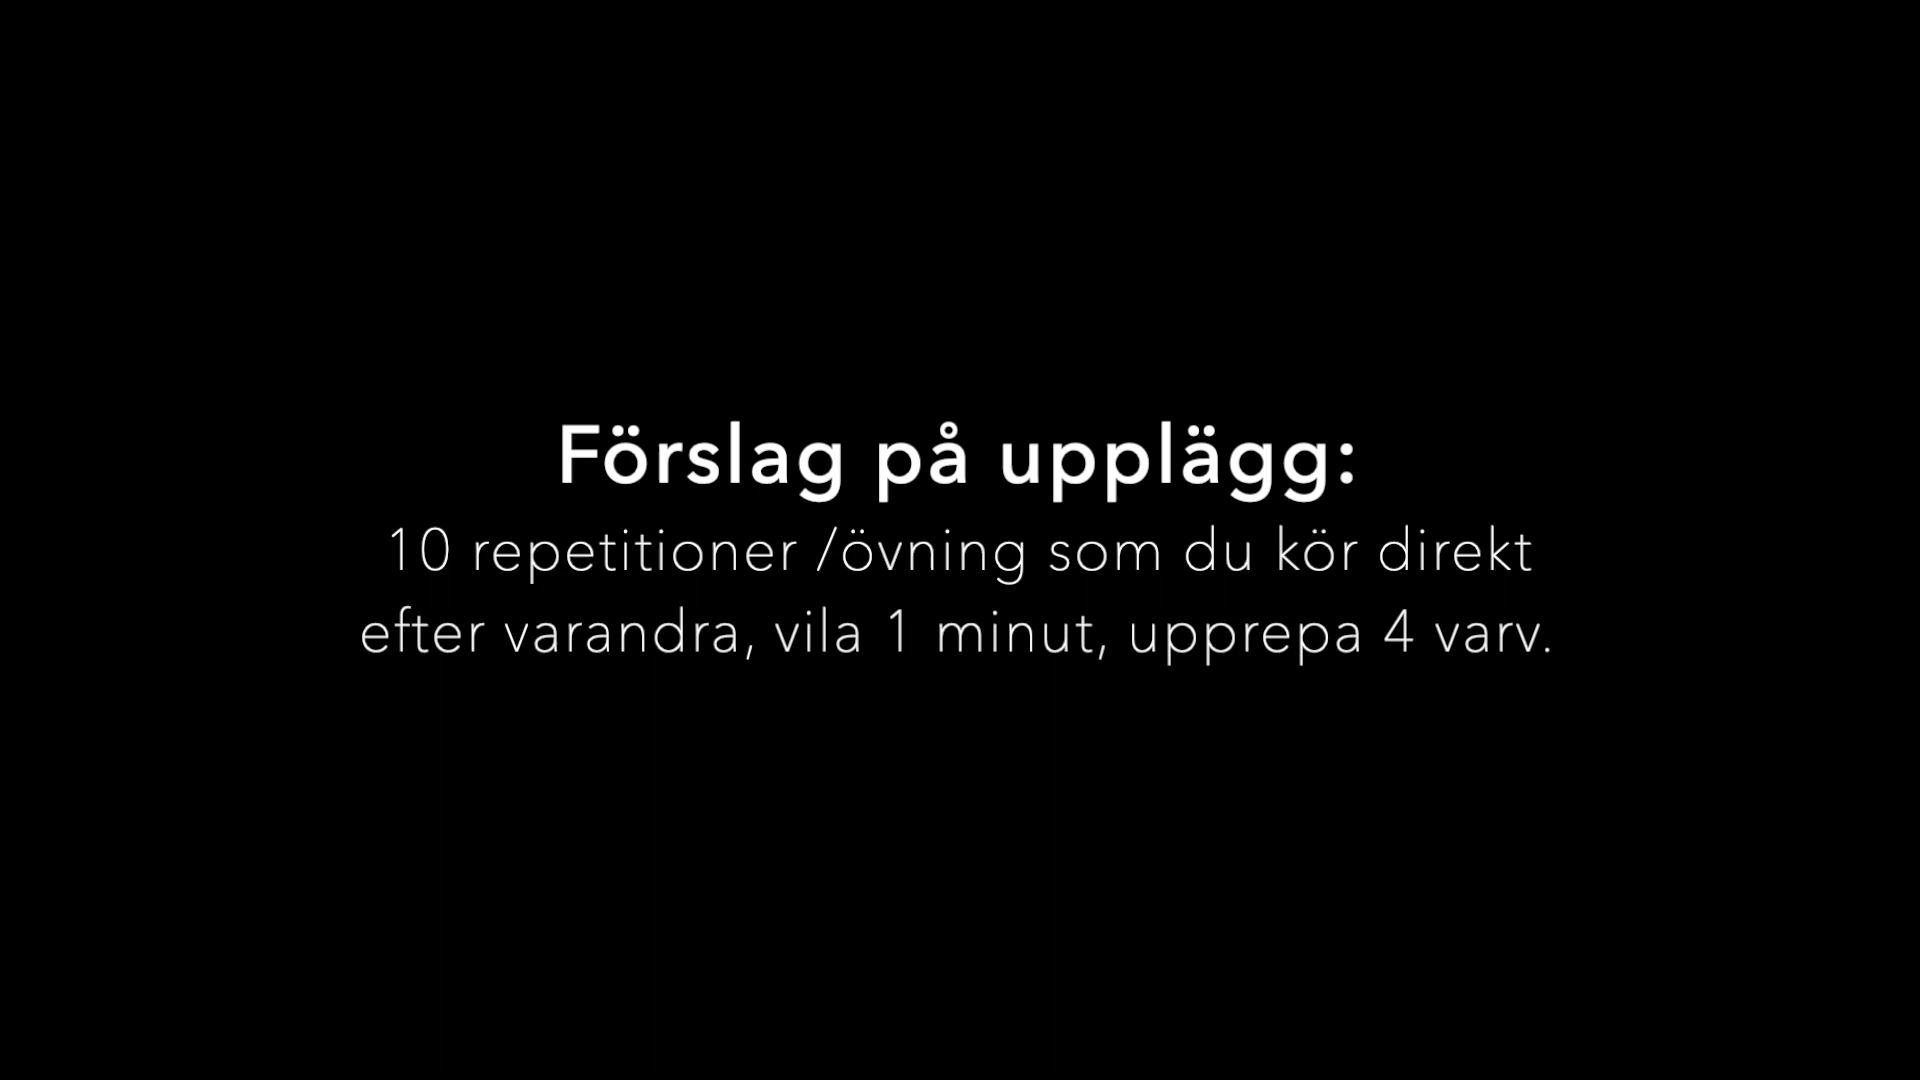 Förslag på upplägg:
10 repetitioner /övning som du kör direkt
efter varandra, vila 1 minut, upprepa 4 varv.